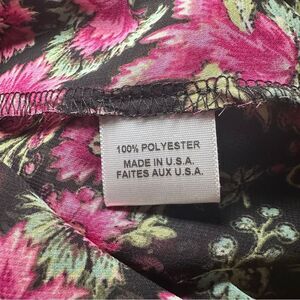 100% POLYESTER
MADE IN U.S.A.
FAITES AUX U.S.A.